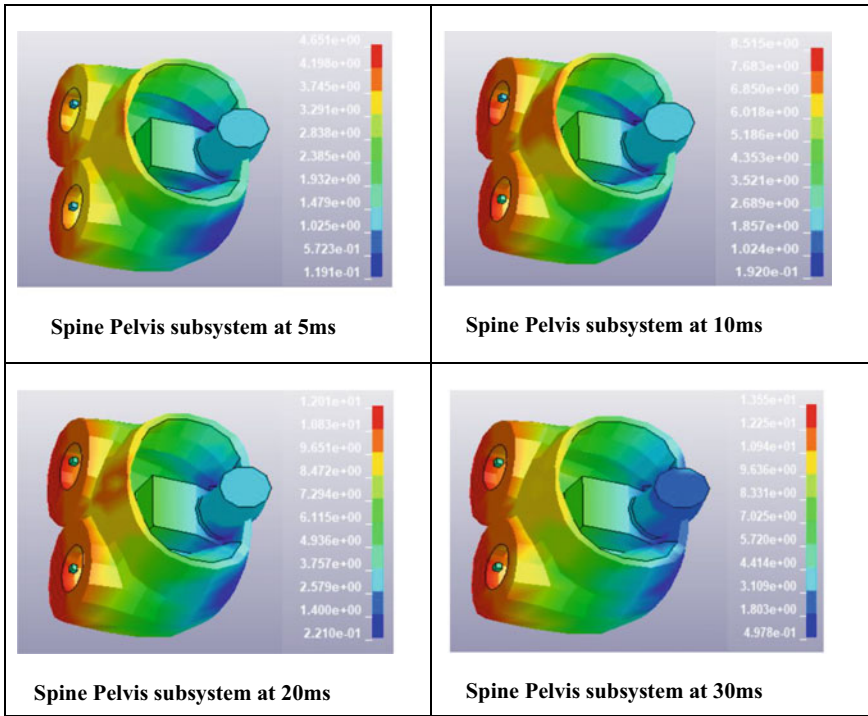 4.651e+00
4.198e+00
3.745e+00
3.291e+00
2.838e+00
2.385e+00
1.932e+00
1.479e+00
1.025e+00
5.723e-01
1.191e-01
Spine Pelvis subsystem at 5ms
8.515e+00
7.683e+00
6.850e+00
6.018e+00
5.186e+00
4.353e+00
3.521e+00
2.689e+00
1.857e+00
1.024e+00
1.920e-01
Spine Pelvis subsystem at 10ms
1.201e+01
1.083e+01
9.651e+00
8.472e+00
7.294e+00
6.115e+00
4.936e+00
3.757e+00
2.579e+00
1.400e+00
2.210e-01
Spine Pelvis subsystem at 20ms
1.355e+01
1.225e+01
1.094e+01
9.636e+00
8.331e+00
7.025e+00
5.720e+00
4.414e+00
3.109e+00
1.803e+00
4.978e-01
Spine Pelvis subsystem at 30ms